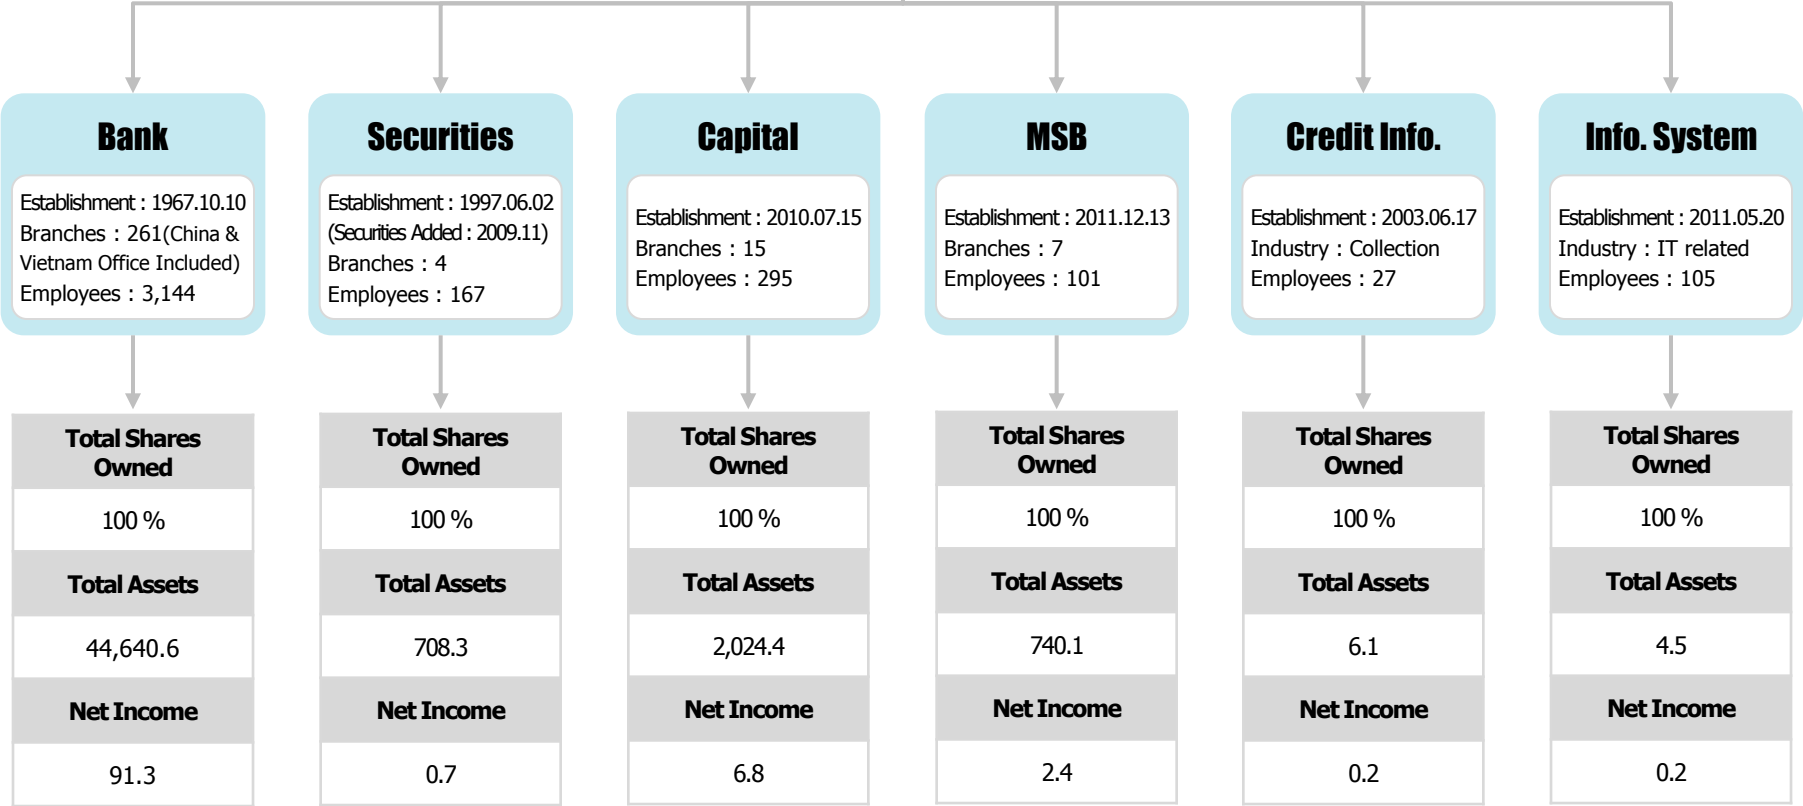 Bank
Establishment : 1967.10.10
Branches : 261(China &
Vietnam Office Included)
Employees : 3,144
Total Shares
Owned
100 %
Total Assets
44,640.6
Net Income
91.3
Securities
Establishment : 1997.06.02
(Securities Added : 2009.11)
Branches : 4
Employees : 167
Total Shares
Owned
100 %
Total Assets
708.3
Net Income
0.7
Capital
Establishment : 2010.07.15
Branches : 15
Employees : 295
Total Shares
Owned
100 %
Total Assets
2,024.4
Net Income
6.8
MSB
Establishment : 2011.12.13
Branches : 7
Employees : 101
Total Shares
Owned
100 %
Total Assets
740.1
Net Income
2.4
Credit Info.
Establishment : 2003.06.17
Industry : Collection
Employees : 27
Total Shares
Owned
100 %
Total Assets
6.1
Net Income
0.2
Info. System
Establishment : 2011.05.20
Industry : IT related
Employees : 105
Total Shares
Owned
100 %
Total Assets
4.5
Net Income
0.2